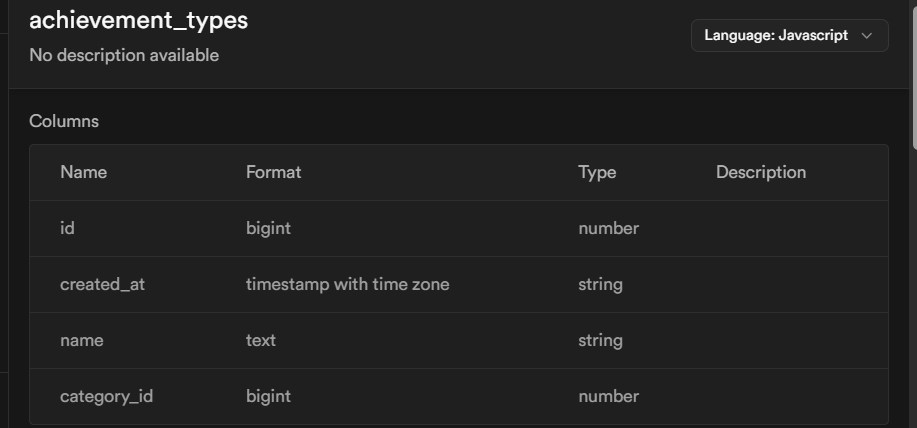 achievement_types
Language: Javascript
No description available
Columns
Name Format Type Description
id bigint number
created_at timestamp with time zone string
name text string
category_id bigint number